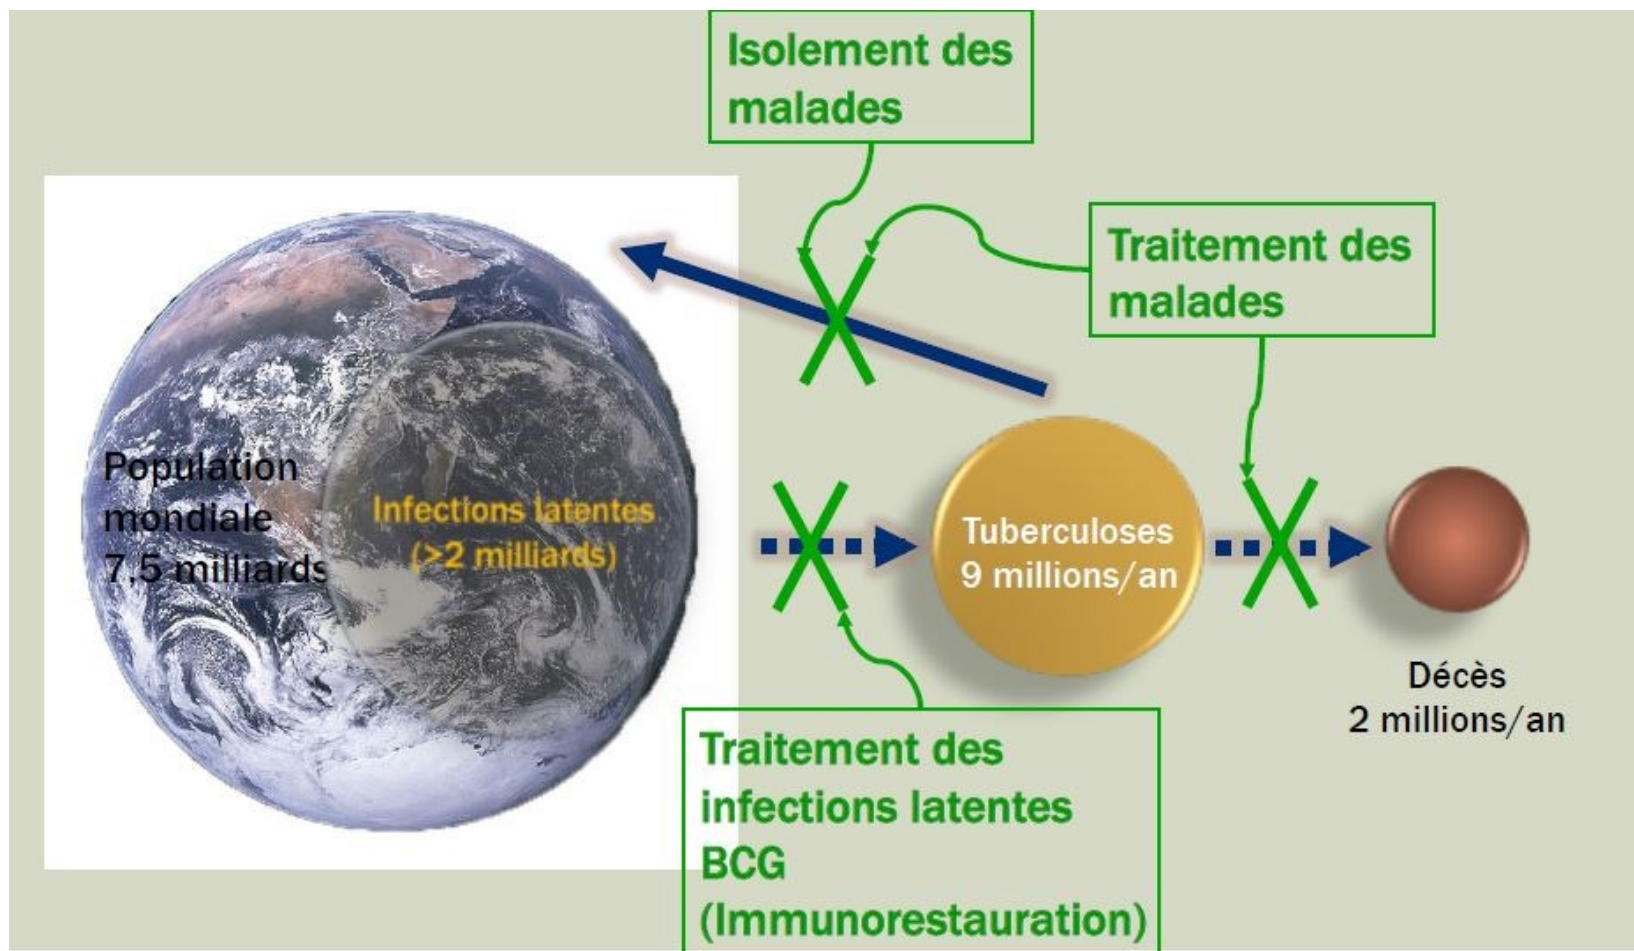 Isolement des
malades
Traitement des
malades
Population
mondiale
7,5 milliards
Infections latentes
(>2 milliards)
Tuberculoses
9 millions/an
Décès
2 millions/an
Traitement des
infections latentes
BCG
(Immunorestauration)